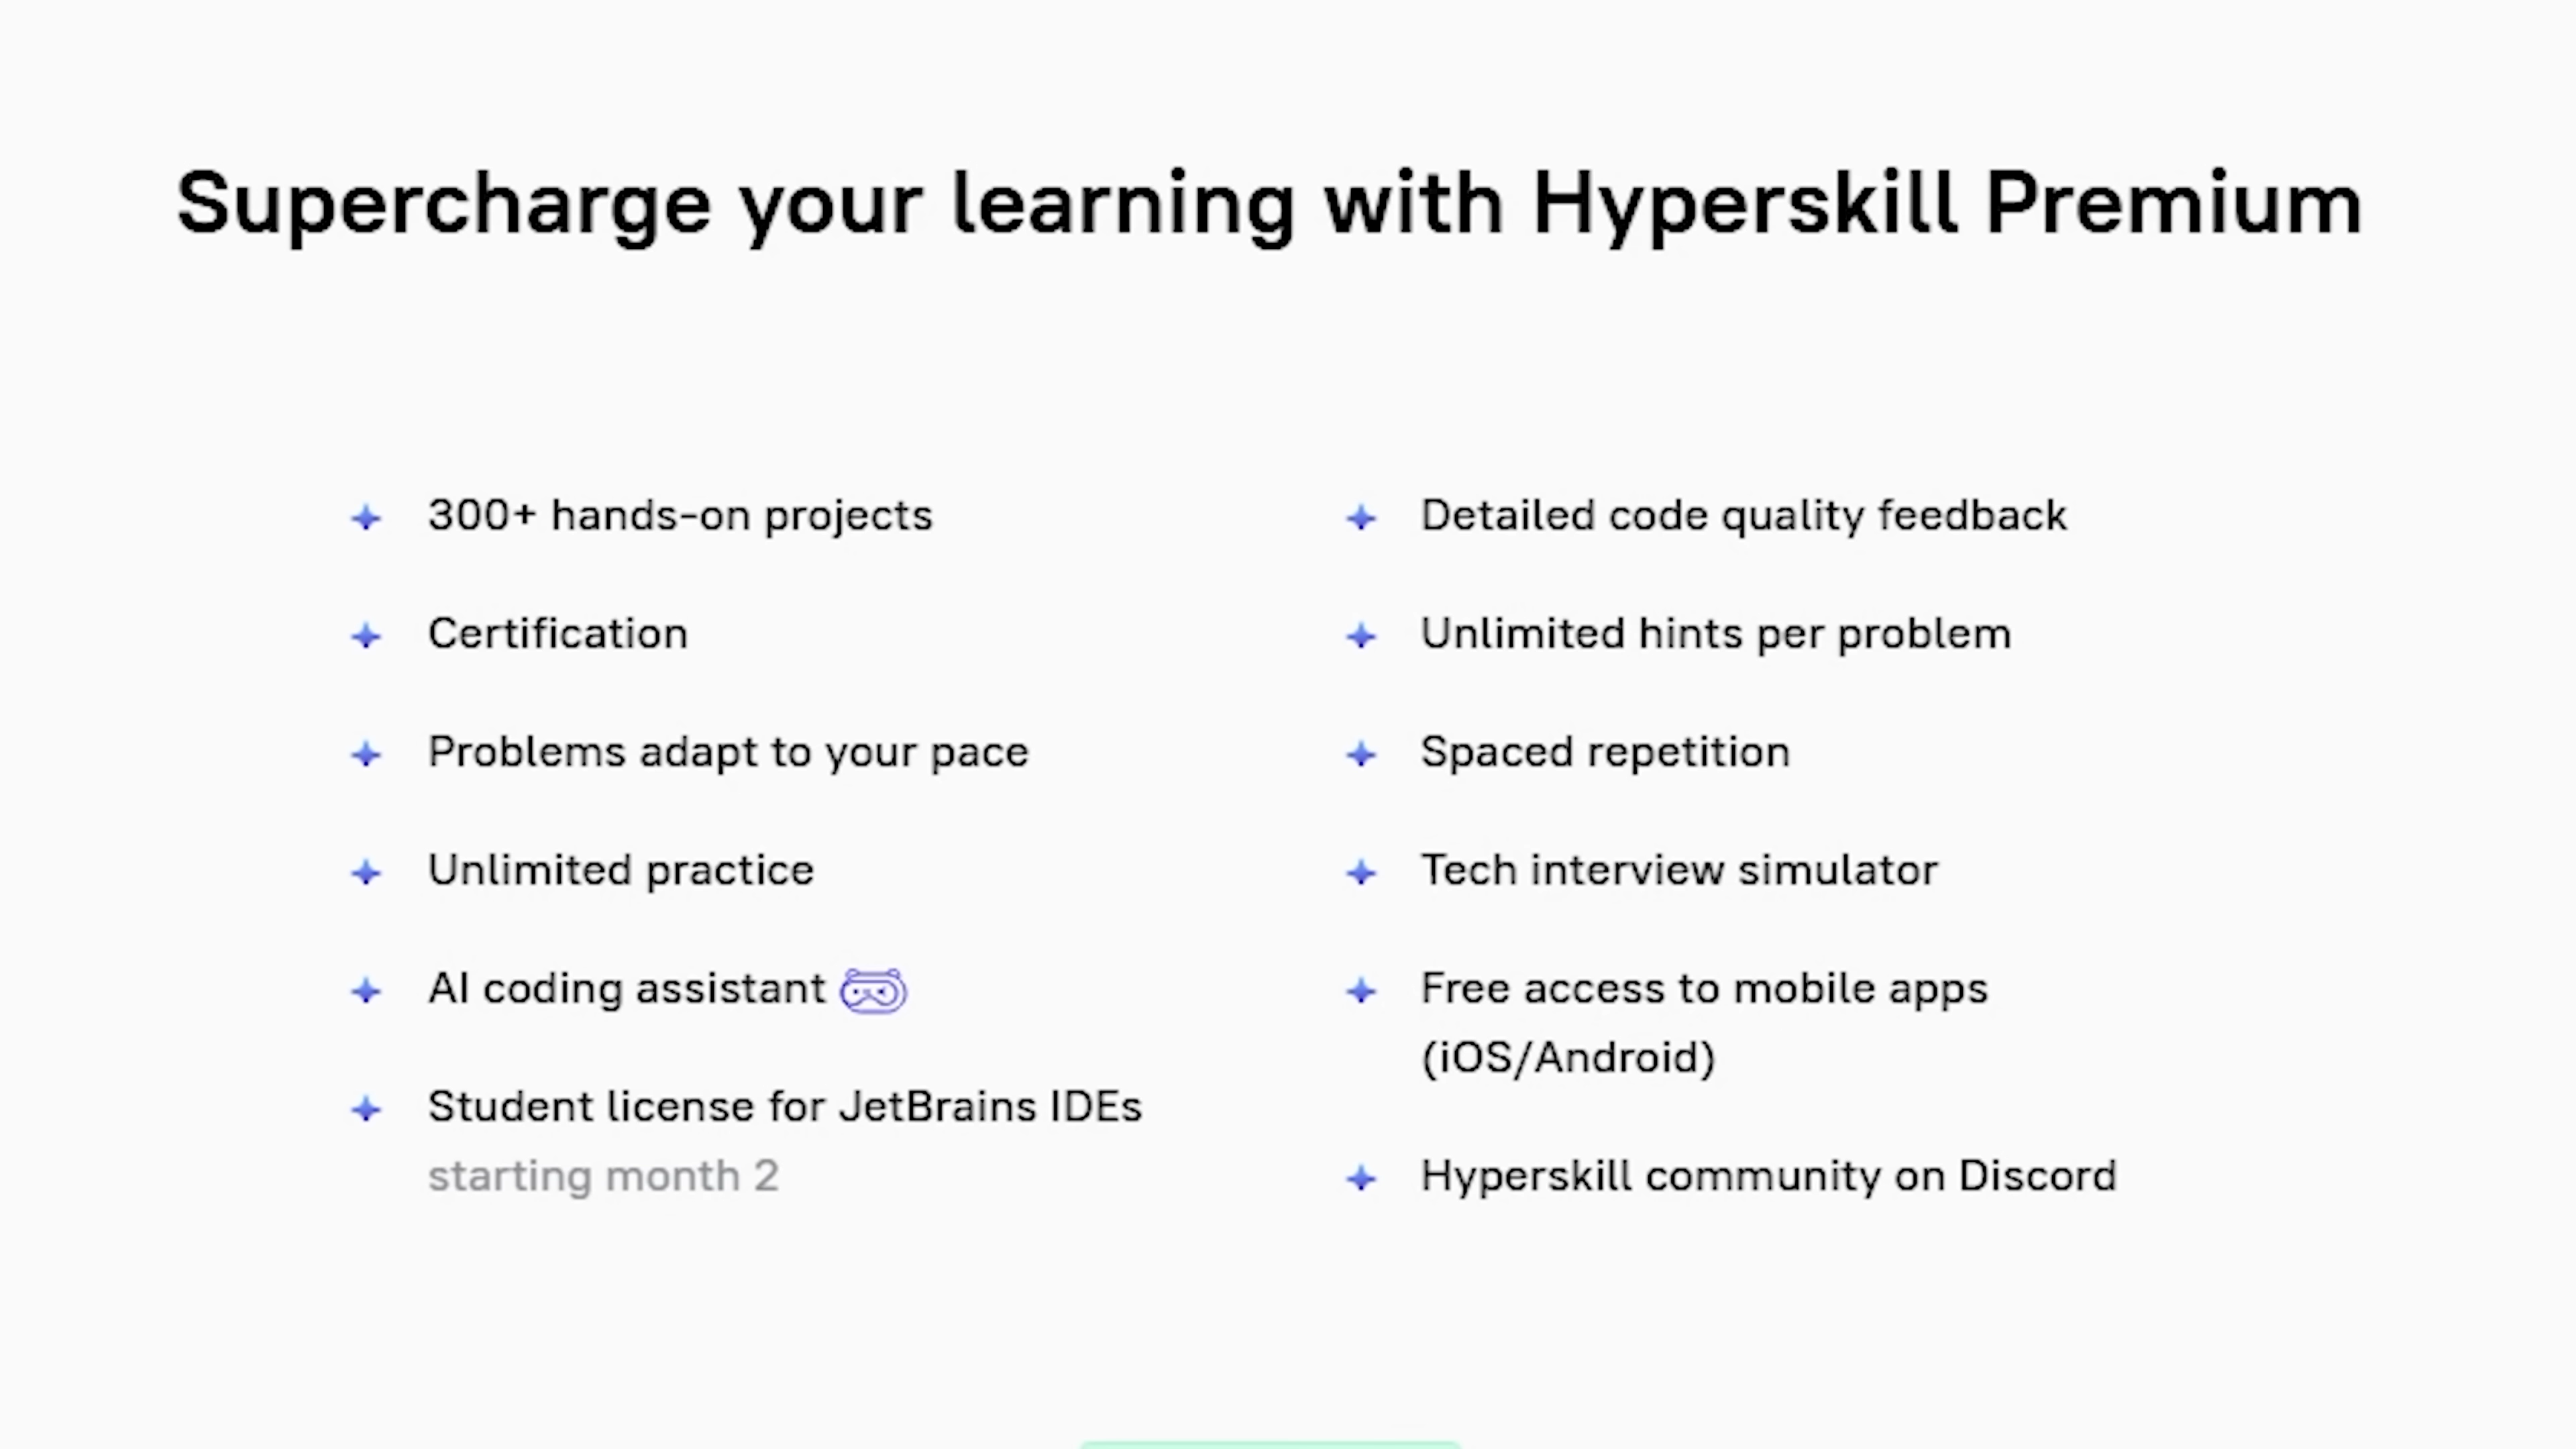 Supercharge your learning with Hyperskill Premium
300+ hands-on projects
Certification
Problems adapt to your pace
Unlimited practice
AI coding assistant
Student license for JetBrains IDEs
starting month 2
Detailed code quality feedback
Unlimited hints per problem
Spaced repetition
Tech interview simulator
Free access to mobile apps
(iOS/Android)
Hyperskill community on Discord